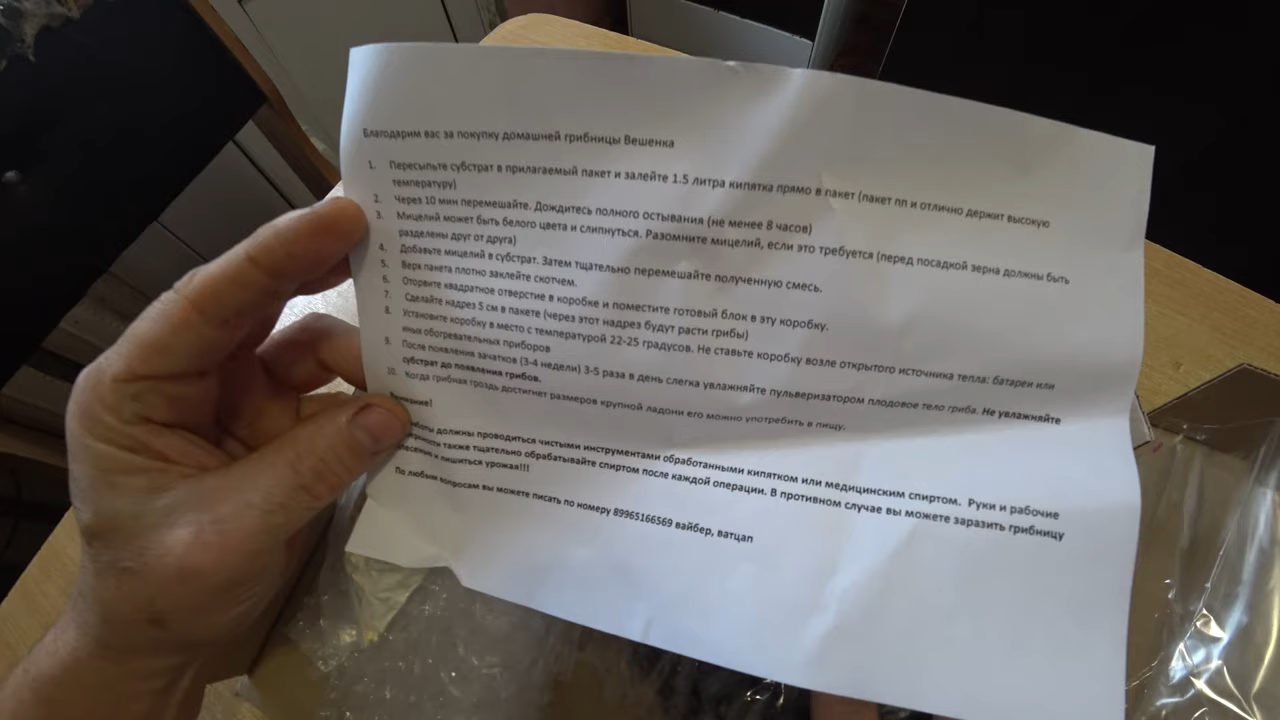 Благодарим вас за покупку домашней грибницы Вешенка
1. Пересыпьте субстрат в прилагаемый пакет и залейте 1.5 литра кипятка прямо в пакет (пакет пп и отлично держит высокую
температуру)
2. Через 10 мин перемешайте. Дождитесь полного остывания (не менее 8 часов)
3. Мицелий может быть белого цвета и слипнуться. Разомните мицелий, если это требуется (перед посадкой зерна должны быть
разделены друг от друга)
4. Добавьте мицелий в субстрат. Затем тщательно перемешайте полученную смесь.
5. Верх пакета плотно заклейте скотчем.
6. Оторвите квадратное отверстие в коробке и поместите готовый блок в эту коробку.
7. Сделайте надрез 5 см в пакете (через этот надрез будут расти грибы)
8. Установите коробку в место с температурой 22-25 градусов. Не ставьте коробку возле открытого источника тепла: батареи или
иных обогревательных приборов
9. После появления зачатков (3-4 недели) 3-5 раза в день слегка увлажняйте пульверизатором плодовое тело гриба. Не увлажняйте
субстрат до появления грибов.
10. Когда грибная гроздь достигнет размеров крупной ладони его можно употребить в пищу.
Внимание!
должны проводиться чистыми инструментами обработанными кипятком или медицинским спиртом. Руки и рабочие
также тщательно обрабатывайте спиртом после каждой операции. В противном случае вы можете заразить грибницу
и лишиться урожая!!!
По любым вопросам вы можете писать по номеру 89965166569 вайбер, ватцап